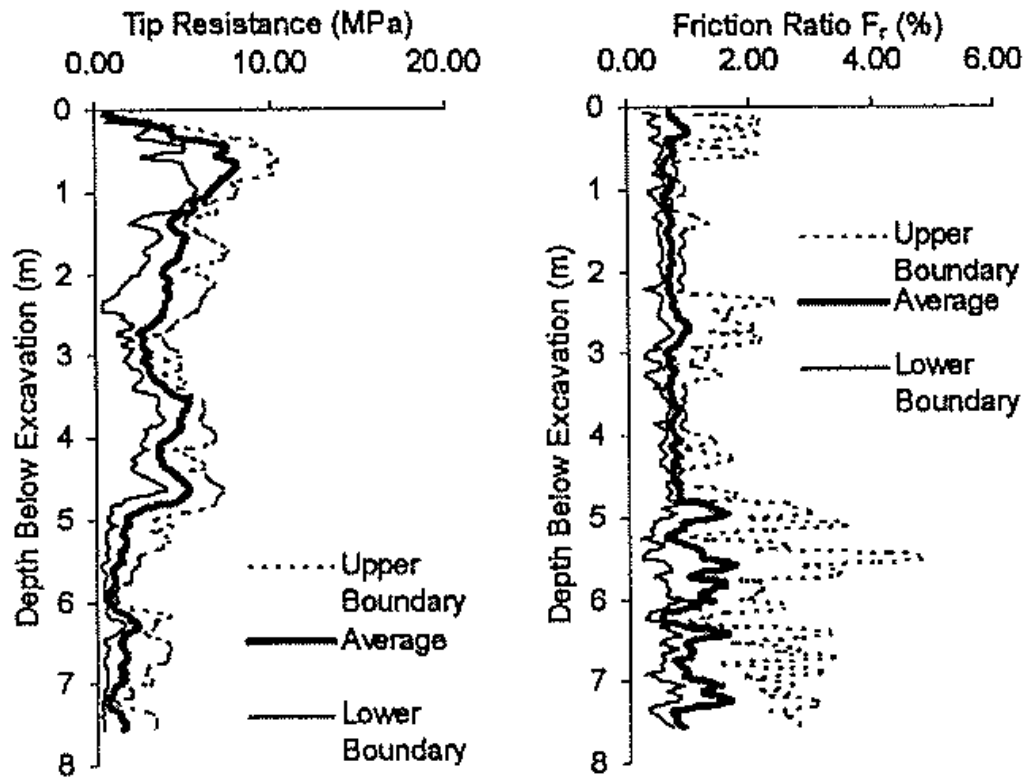 Tip Resistance (MPa)
0.00 10.00 20.00
0
1
2
3
4
5
6
7
8
Depth Below Excavation (m)
Upper
Boundary
Average
Lower
Boundary
Friction Ratio Fr (%)
0.00 2.00 4.00 6.00
0
1
2
3
4
5
6
7
8
Depth Below Excavation (m)
Upper
Boundary
Average
Lower
Boundary